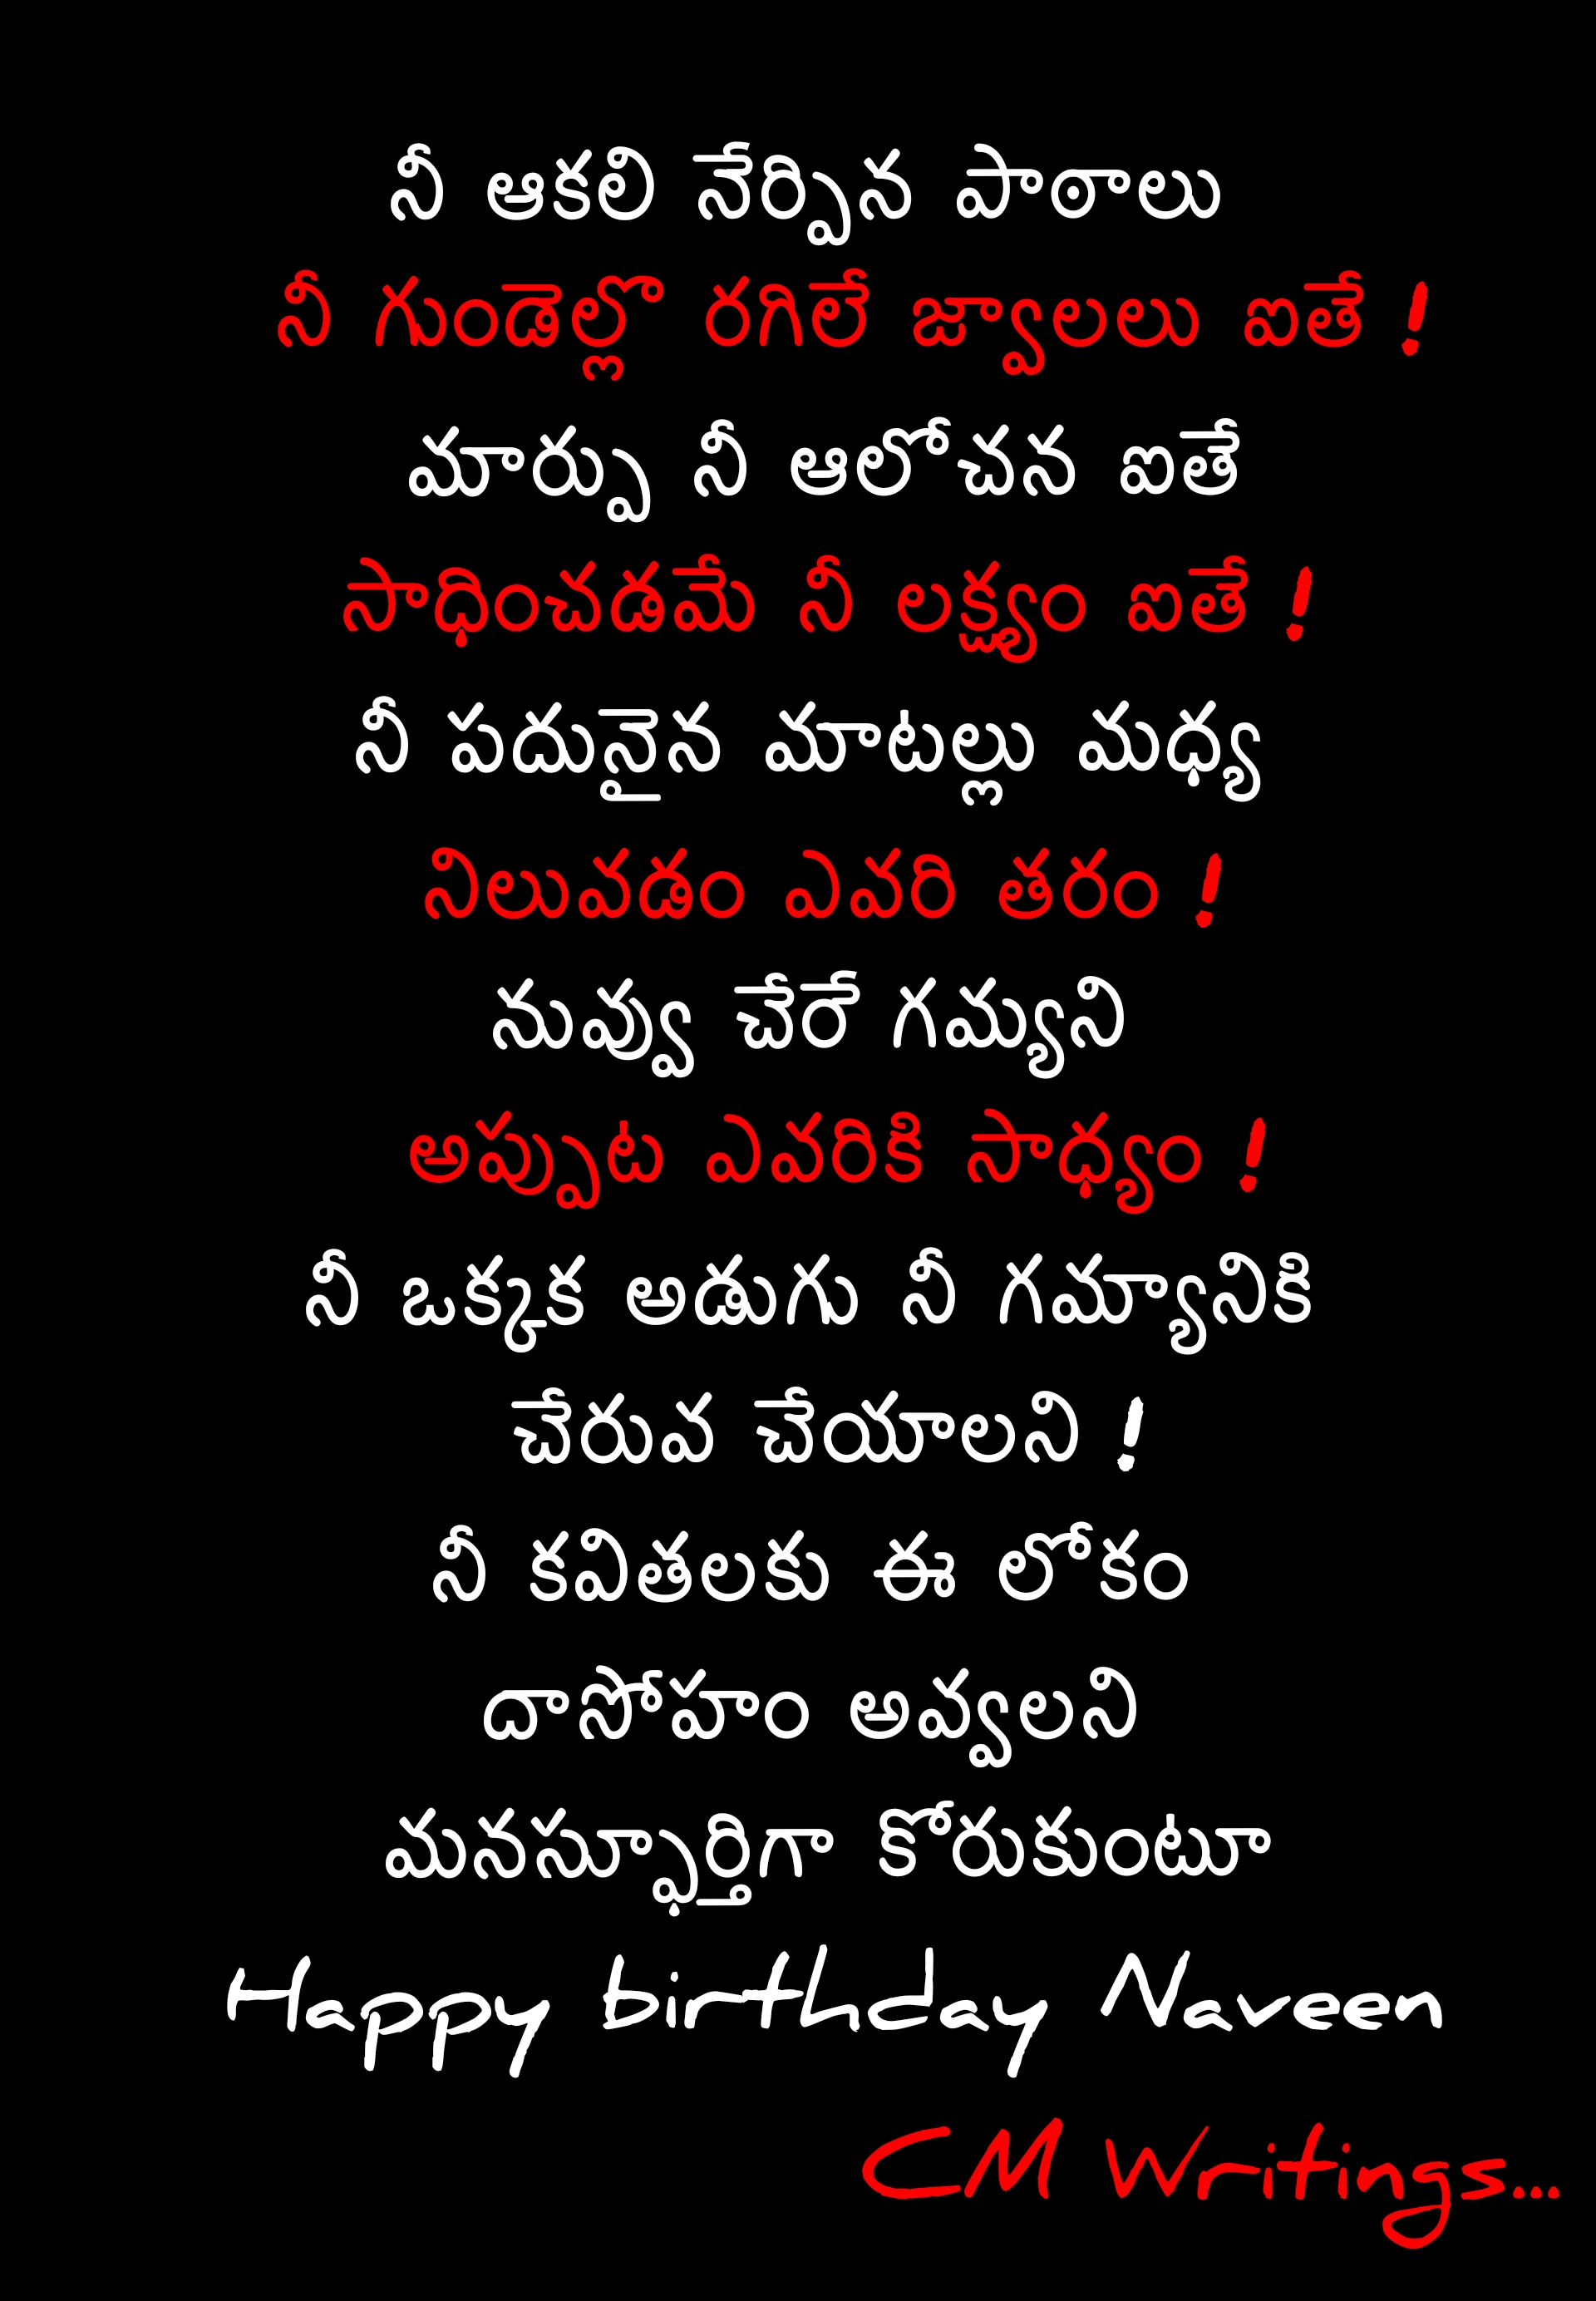 నీ ఆకలి నేర్పిన పాఠాలు
నీ గుండెల్లొ రగిలే జ్వాలలు ఐతే !
మార్పు నీ ఆలోచన ఐతే
సాధించడమే నీ లక్ష్యం ఐతే !
నీ పదునైన మాటల్లు మధ్య
నిలువడం ఎవరి తరం !
నువ్వు చేరే గమ్యని
అప్పుట ఎవరికి సాధ్యం !
నీ ఒక్కక అడుగు నీ గమ్యానికి
చేరువ చేయాలని !
నీ కవితలకు ఈ లోకం
దాసోహం అవ్వలని
మనస్ఫూర్తిగా కోరుకుంటూ
Happy birthday Naveen
CM Writings...